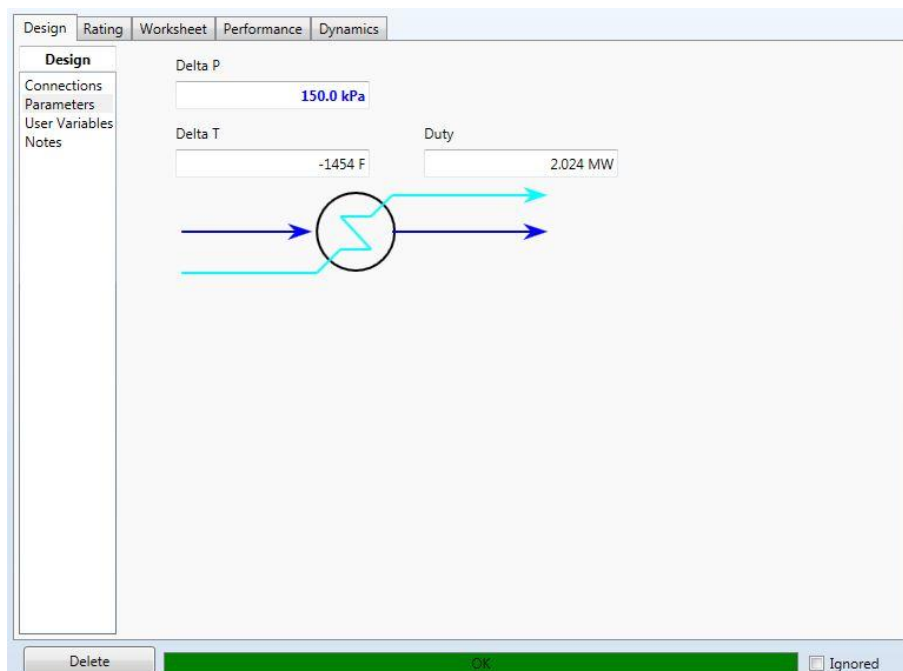 Design Rating Worksheet Performance Dynamics
Design
Connections
Parameters
User Variables
Notes
Delta P
150.0 kPa
Delta T Duty
-1454 F 2.024 MW
Delete OK Ignored